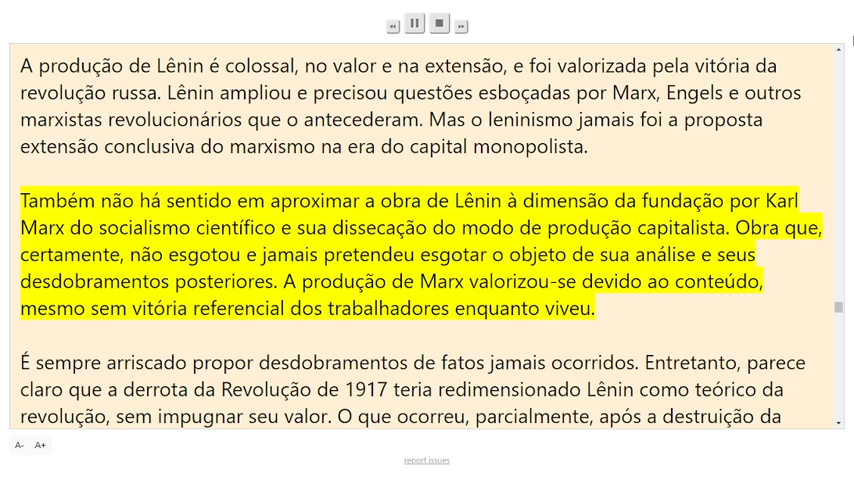 A produção de Lênin é colossal, no valor e na extensão, e foi valorizada pela vitória da
revolução russa. Lênin ampliou e precisou questões esboçadas por Marx, Engels e outros
marxistas revolucionários que o antecederam. Mas o leninismo jamais foi a proposta
extensão conclusiva do marxismo na era do capital monopolista.
Também não há sentido em aproximar a obra de Lênin à dimensão da fundação por Karl
Marx do socialismo científico e sua dissecação do modo de produção capitalista. Obra que,
certamente, não esgotou e jamais pretendeu esgotar o objeto de sua análise e seus
desdobramentos posteriores. A produção de Marx valorizou-se devido ao conteúdo,
mesmo sem vitória referencial dos trabalhadores enquanto viveu.
É sempre arriscado propor desdobramentos de fatos jamais ocorridos. Entretanto, parece
claro que a derrota da Revolução de 1917 teria redimensionado Lênin como teórico da
revolução, sem impugnar seu valor. O que ocorreu, parcialmente, após a destruição da
A- A+
report issues